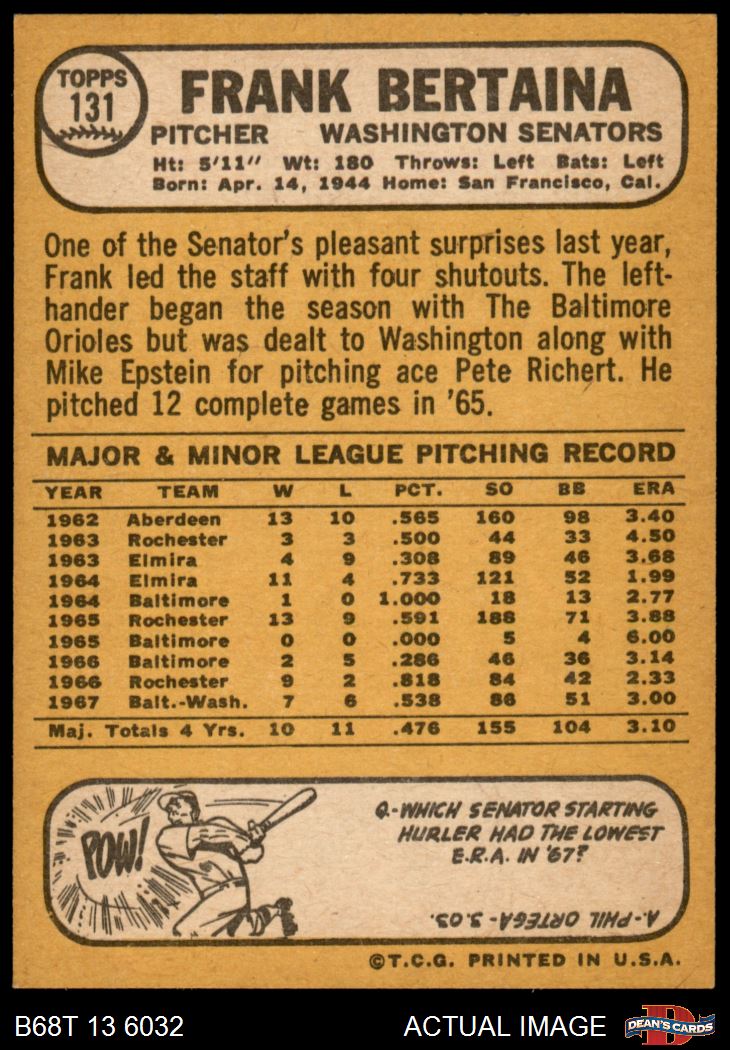 TOPPS
131
FRANK BERTAINA
PITCHER WASHINGTON SENATORS
Ht: 5'11" Wt: 180 Throws: Left Bats: Left
Born: Apr. 14, 1944 Home: San Francisco, Cal.
One of the Senator's pleasant surprises last year,
Frank led the staff with four shutouts. The left-
hander began the season with The Baltimore
Orioles but was dealt to Washington along with
Mike Epstein for pitching ace Pete Richert. He
pitched 12 complete games in '65.
MAJOR & MINOR LEAGUE PITCHING RECORD
YEAR TEAM W L PCT. SO BB ERA
1962 Aberdeen 13 10 .565 160 98 3.40
1963 Rochester 3 3 .500 44 33 4.50
1963 Elmira 4 9 .308 89 46 3.68
1964 Elmira 11 4 .733 121 52 1.99
1964 Baltimore 1 0 1.000 18 13 2.77
1965 Rochester 13 9 .591 188 71 3.88
1965 Baltimore 0 0 .000 5 4 6.00
1966 Baltimore 2 5 .286 46 36 3.14
1966 Rochester 9 2 .818 84 42 2.33
1967 Balt.-Wash. 7 6 .538 86 51 3.00
Maj. Totals 4 Yrs. 10 11 .476 155 104 3.10
POW!
Q.-WHICH SENATOR STARTING
HURLER HAD THE LOWEST
E.R.A. IN '67?
A-PHIL ORTEGA-3.03.
©T.C.G. PRINTED IN U.S.A.
B68T 13 6032 ACTUAL IMAGE
D
DEAN'S CARDS